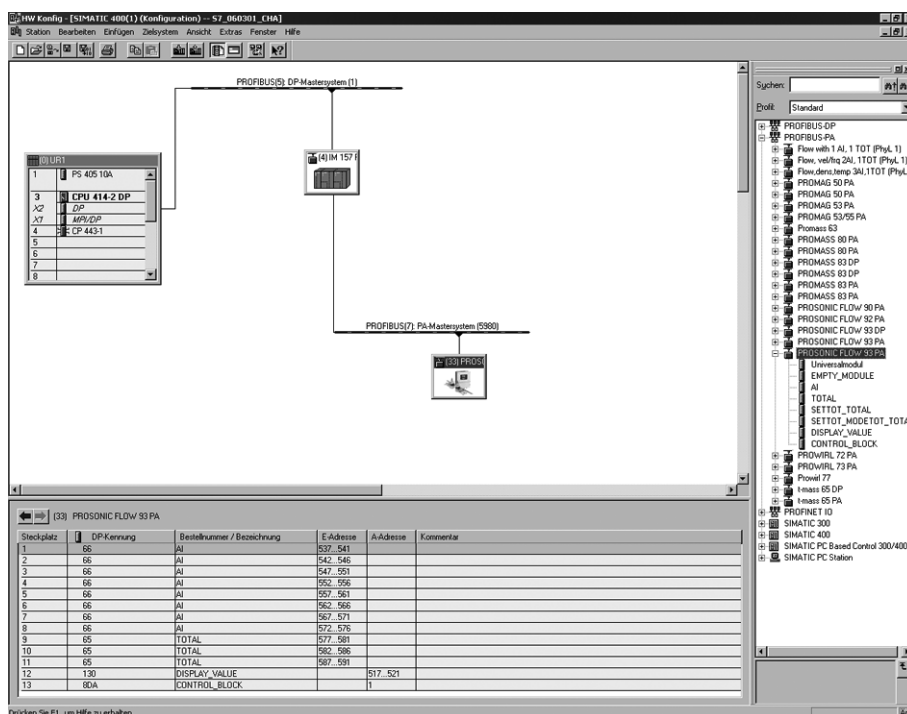 HW Konfig - [SIMATIC 400(1) (Konfiguration) -- S7_060301_CHA]
Station Bearbeiten Einfügen Zielsystem Ansicht Extras Fenster Hilfe
PROFIBUS(5): DP-Mastersystem (1)
(0) UR1
1 PS 405 10A
3 CPU 414-2 DP
X2 DP
X1 MPI/DP
4 CP 443-1
5
6
7
8
(4) IM 157
PROFIBUS(7): PA-Mastersystem (5980)
(33) PROS
Suchen:
Profil: Standard
PROFIBUS-DP
PROFIBUS-PA
Flow with 1 AI, 1 TOT (PhyL 1)
Flow, vel/frq 2AI, 1TOT (PhyL 1)
Flow,dens,temp 3AI,1TOT (PhyL
PROMAG 50 PA
PROMAG 50 PA
PROMAG 53 PA
PROMAG 53/55 PA
Promass 63
PROMASS 80 PA
PROMASS 80 PA
PROMASS 83 DP
PROMASS 83 DP
PROMASS 83 PA
PROMASS 83 PA
PROSONIC FLOW 90 PA
PROSONIC FLOW 92 PA
PROSONIC FLOW 93 DP
PROSONIC FLOW 93 PA
PROSONIC FLOW 93 PA
Universalmodul
EMPTY_MODULE
AI
TOTAL
SETTOT_TOTAL
SETTOT_MODETOT_TOTA
DISPLAY_VALUE
CONTROL_BLOCK
PROWIRL 72 PA
PROWIRL 73 PA
Prowirl 77
t-mass 65 DP
t-mass 65 PA
PROFINET IO
SIMATIC 300
SIMATIC 400
SIMATIC PC Based Control 300/400
SIMATIC PC Station
(33) PROSONIC FLOW 93 PA
Steckplatz DP-Kennung Bestellnummer / Bezeichnung E-Adresse A-Adresse Kommentar
1 66 AI 537...541
2 66 AI 542...546
3 66 AI 547...551
4 66 AI 552...556
5 66 AI 557...561
6 66 AI 562...566
7 66 AI 567...571
8 66 AI 572...576
9 65 TOTAL 577...581
10 65 TOTAL 582...586
11 65 TOTAL 587...591
12 130 DISPLAY_VALUE 517...521
13 8DA CONTROL_BLOCK 1
Drücken Sie F1, um Hilfe zu erhalten.